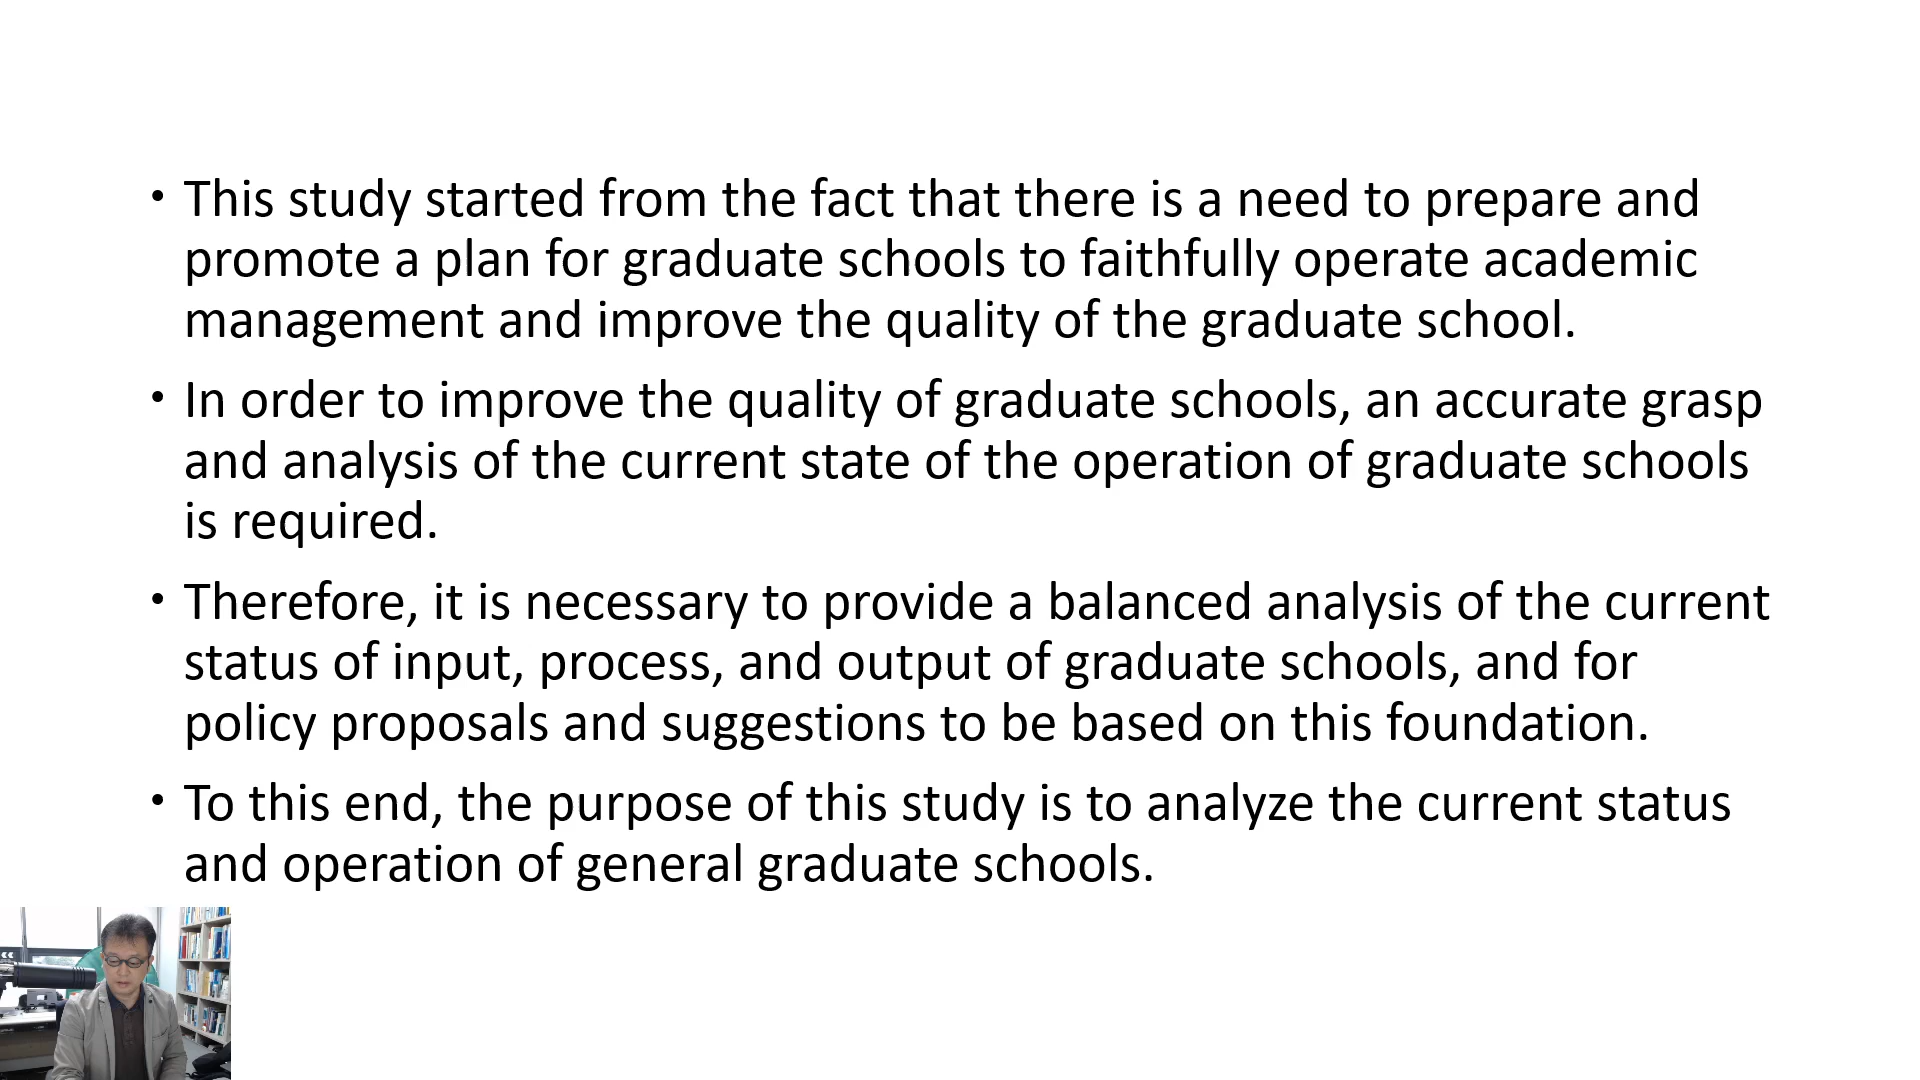 • This study started from the fact that there is a need to prepare and
promote a plan for graduate schools to faithfully operate academic
management and improve the quality of the graduate school.
• In order to improve the quality of graduate schools, an accurate grasp
and analysis of the current state of the operation of graduate schools
is required.
• Therefore, it is necessary to provide a balanced analysis of the current
status of input, process, and output of graduate schools, and for
policy proposals and suggestions to be based on this foundation.
• To this end, the purpose of this study is to analyze the current status
and operation of general graduate schools.